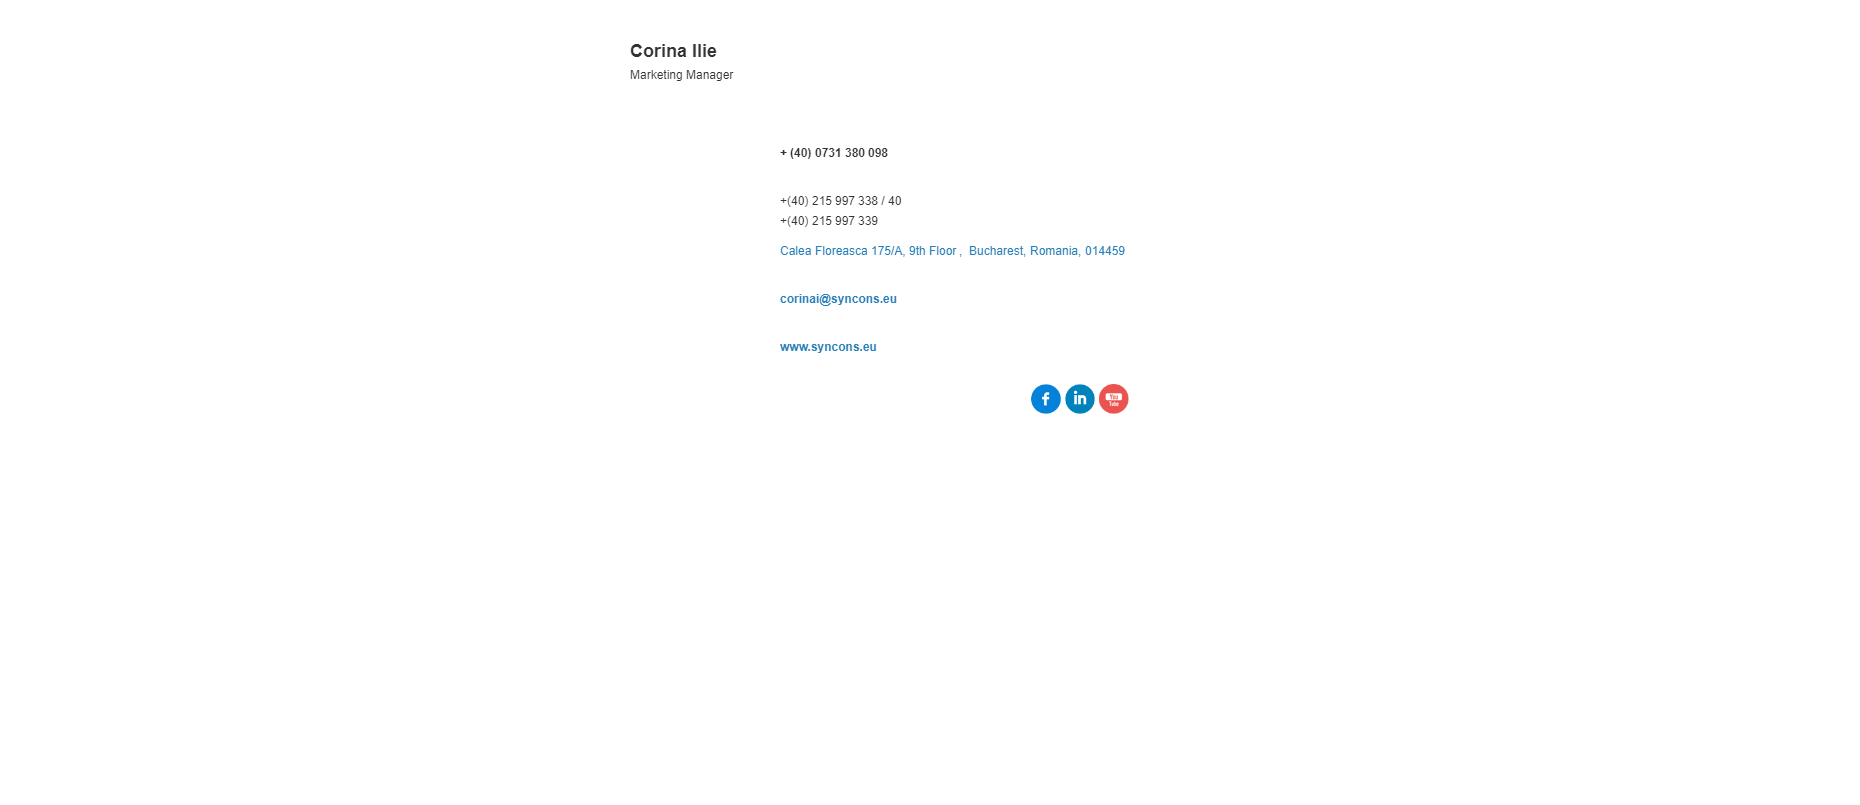 Corina Ilie
Marketing Manager
+ (40) 0731 380 098
+(40) 215 997 338 / 40
+(40) 215 997 339
Calea Floreasca 175/A, 9th Floor ,  Bucharest, Romania, 014459
corinai@syncons.eu
www.syncons.eu
f in You Tube